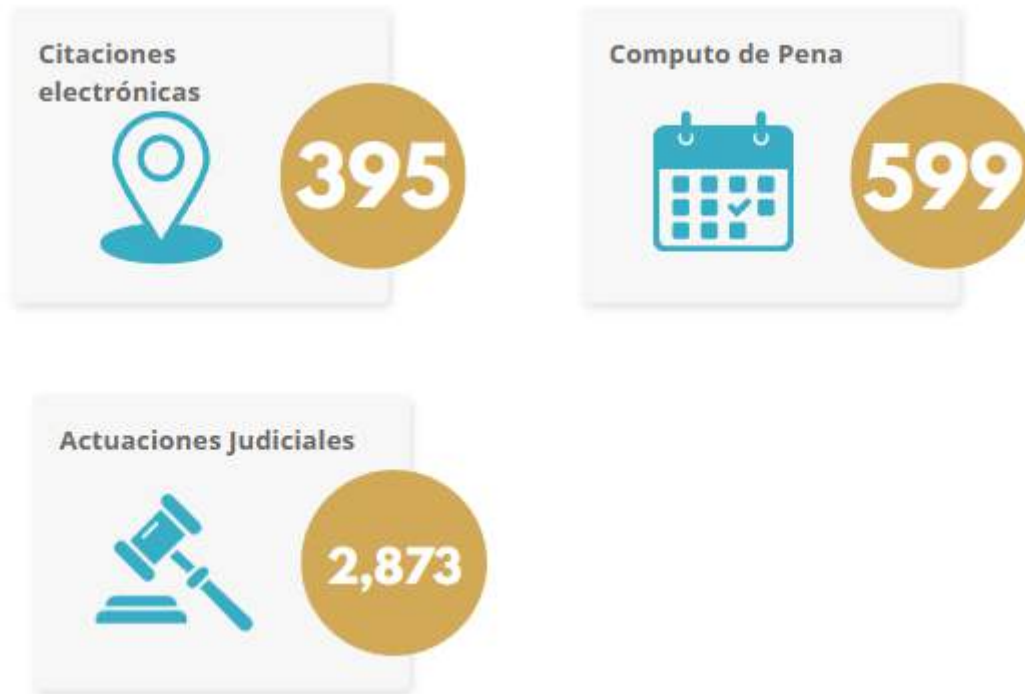 Citaciones
electrónicas
395
Computo de Pena
599
Actuaciones Judiciales
2,873